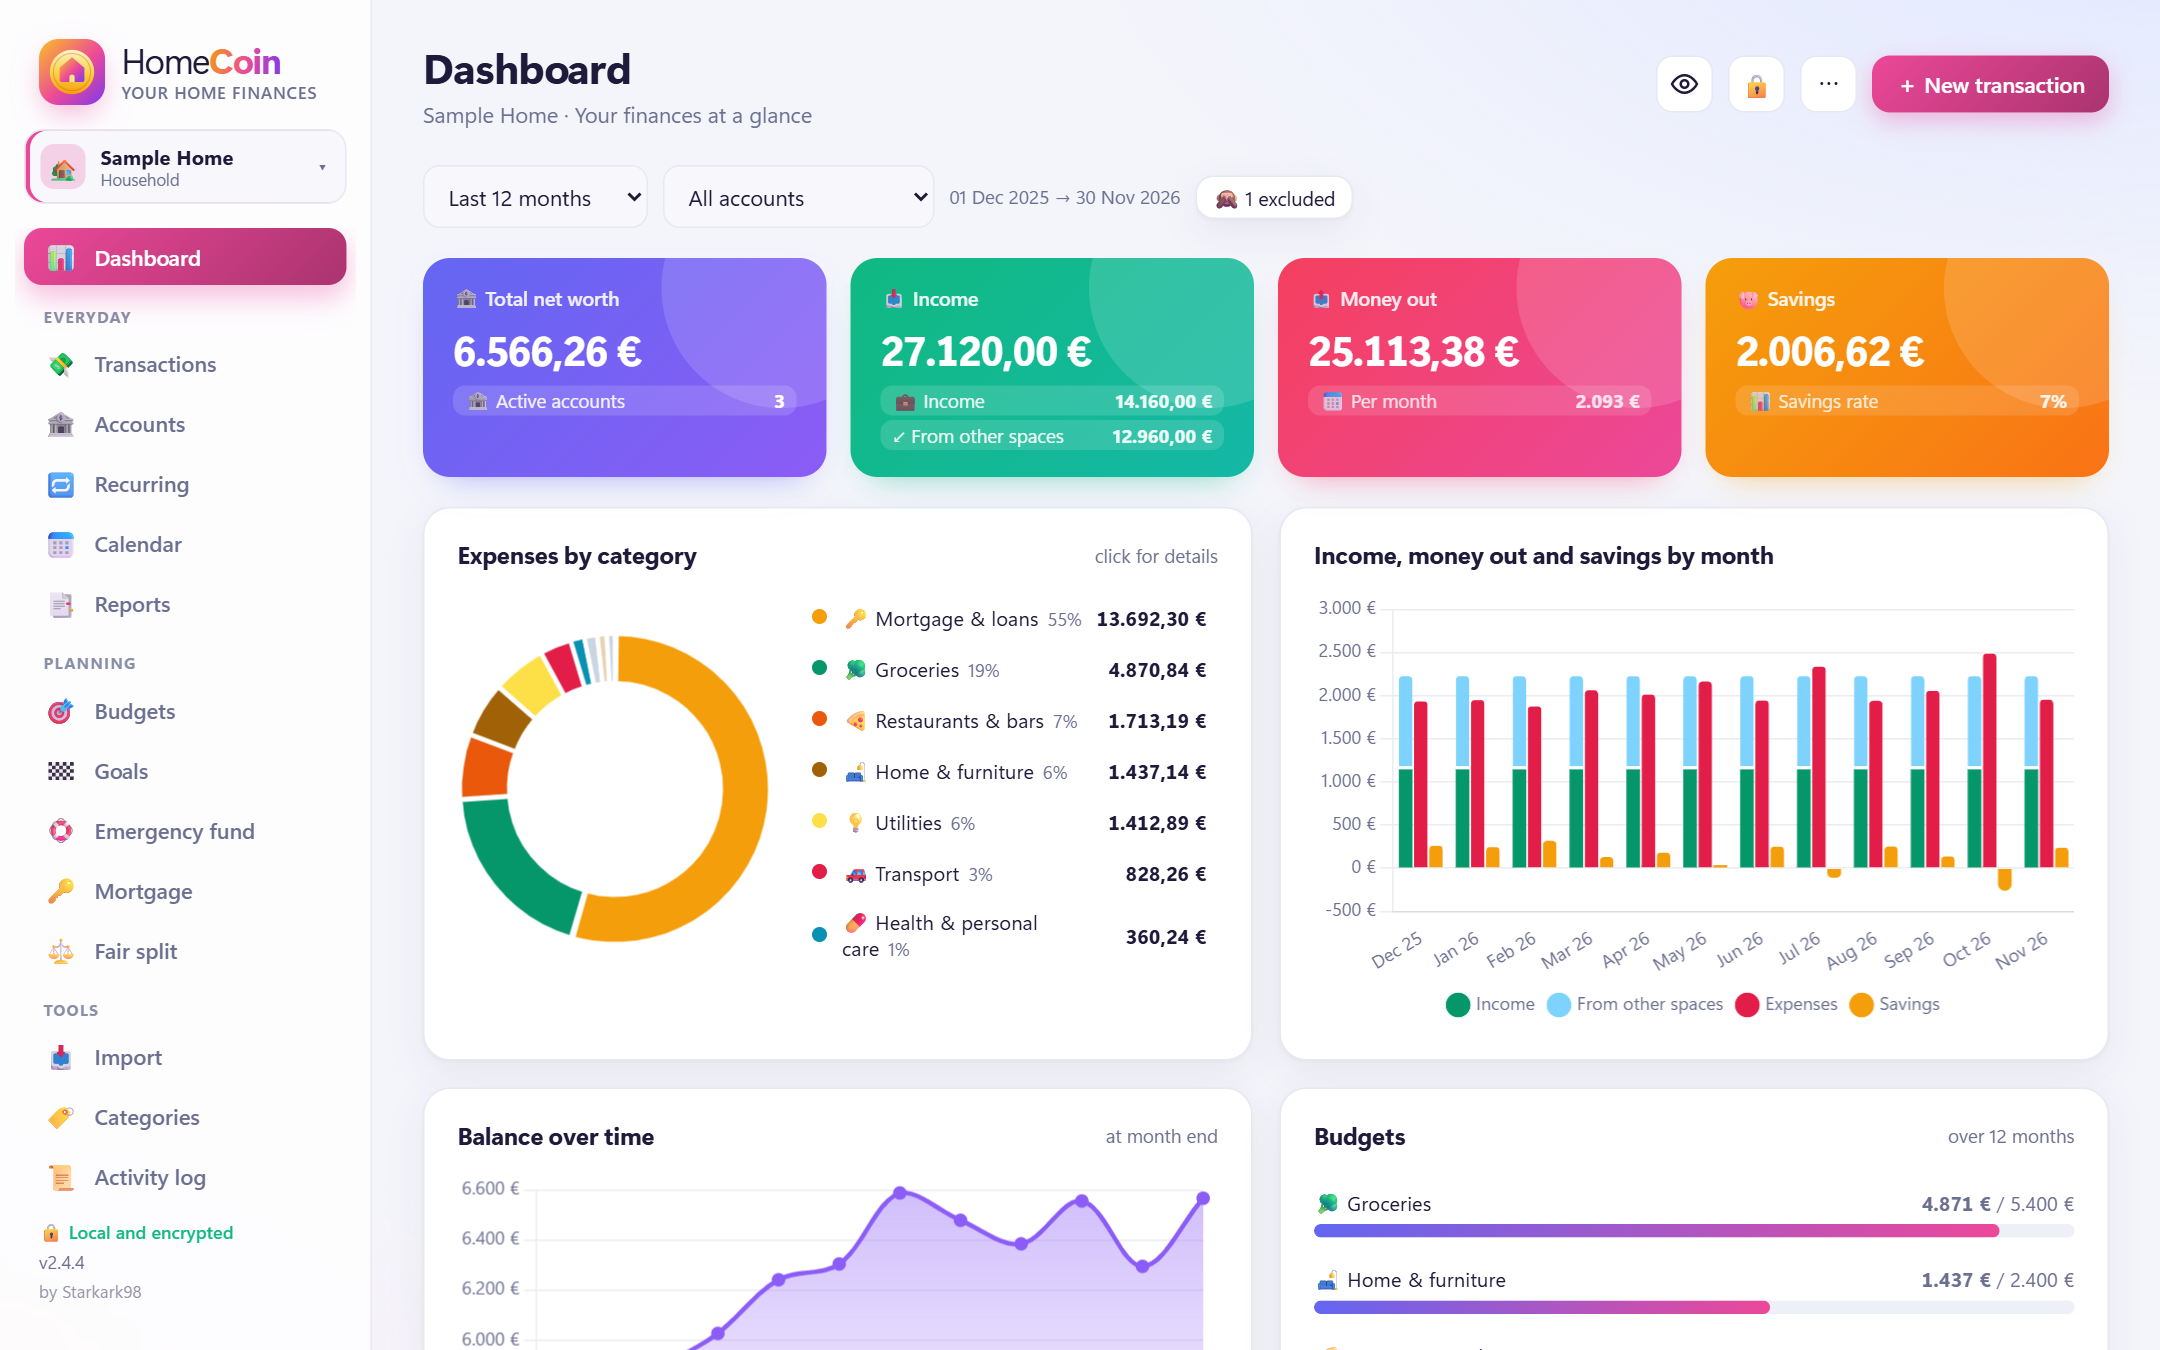 HomeCoin
YOUR HOME FINANCES
Sample Home
Household
Dashboard
EVERYDAY
Transactions
Accounts
Recurring
Calendar
Reports
PLANNING
Budgets
Goals
Emergency fund
Mortgage
Fair split
TOOLS
Import
Categories
Activity log
Local and encrypted
v2.4.4
by Starkark98
Dashboard
Sample Home · Your finances at a glance
+ New transaction
Last 12 months
All accounts
01 Dec 2025 → 30 Nov 2026
1 excluded
Total net worth
6.566,26 €
Active accounts 3
Income
27.120,00 €
Income 14.160,00 €
↙ From other spaces 12.960,00 €
Money out
25.113,38 €
Per month 2.093 €
Savings
2.006,62 €
Savings rate 7%
Expenses by category
click for details
Mortgage & loans 55% 13.692,30 €
Groceries 19% 4.870,84 €
Restaurants & bars 7% 1.713,19 €
Home & furniture 6% 1.437,14 €
Utilities 6% 1.412,89 €
Transport 3% 828,26 €
Health & personal
care 1% 360,24 €
Income, money out and savings by month
3.000 €
2.500 €
2.000 €
1.500 €
1.000 €
500 €
0 €
-500 €
Dec 25 Jan 26 Feb 26 Mar 26 Apr 26 May 26 Jun 26 Jul 26 Aug 26 Sep 26 Oct 26 Nov 26
Income From other spaces Expenses Savings
Balance over time
at month end
6.600 €
6.400 €
6.200 €
6.000 €
Budgets
over 12 months
Groceries 4.871 € / 5.400 €
Home & furniture 1.437 € / 2.400 €